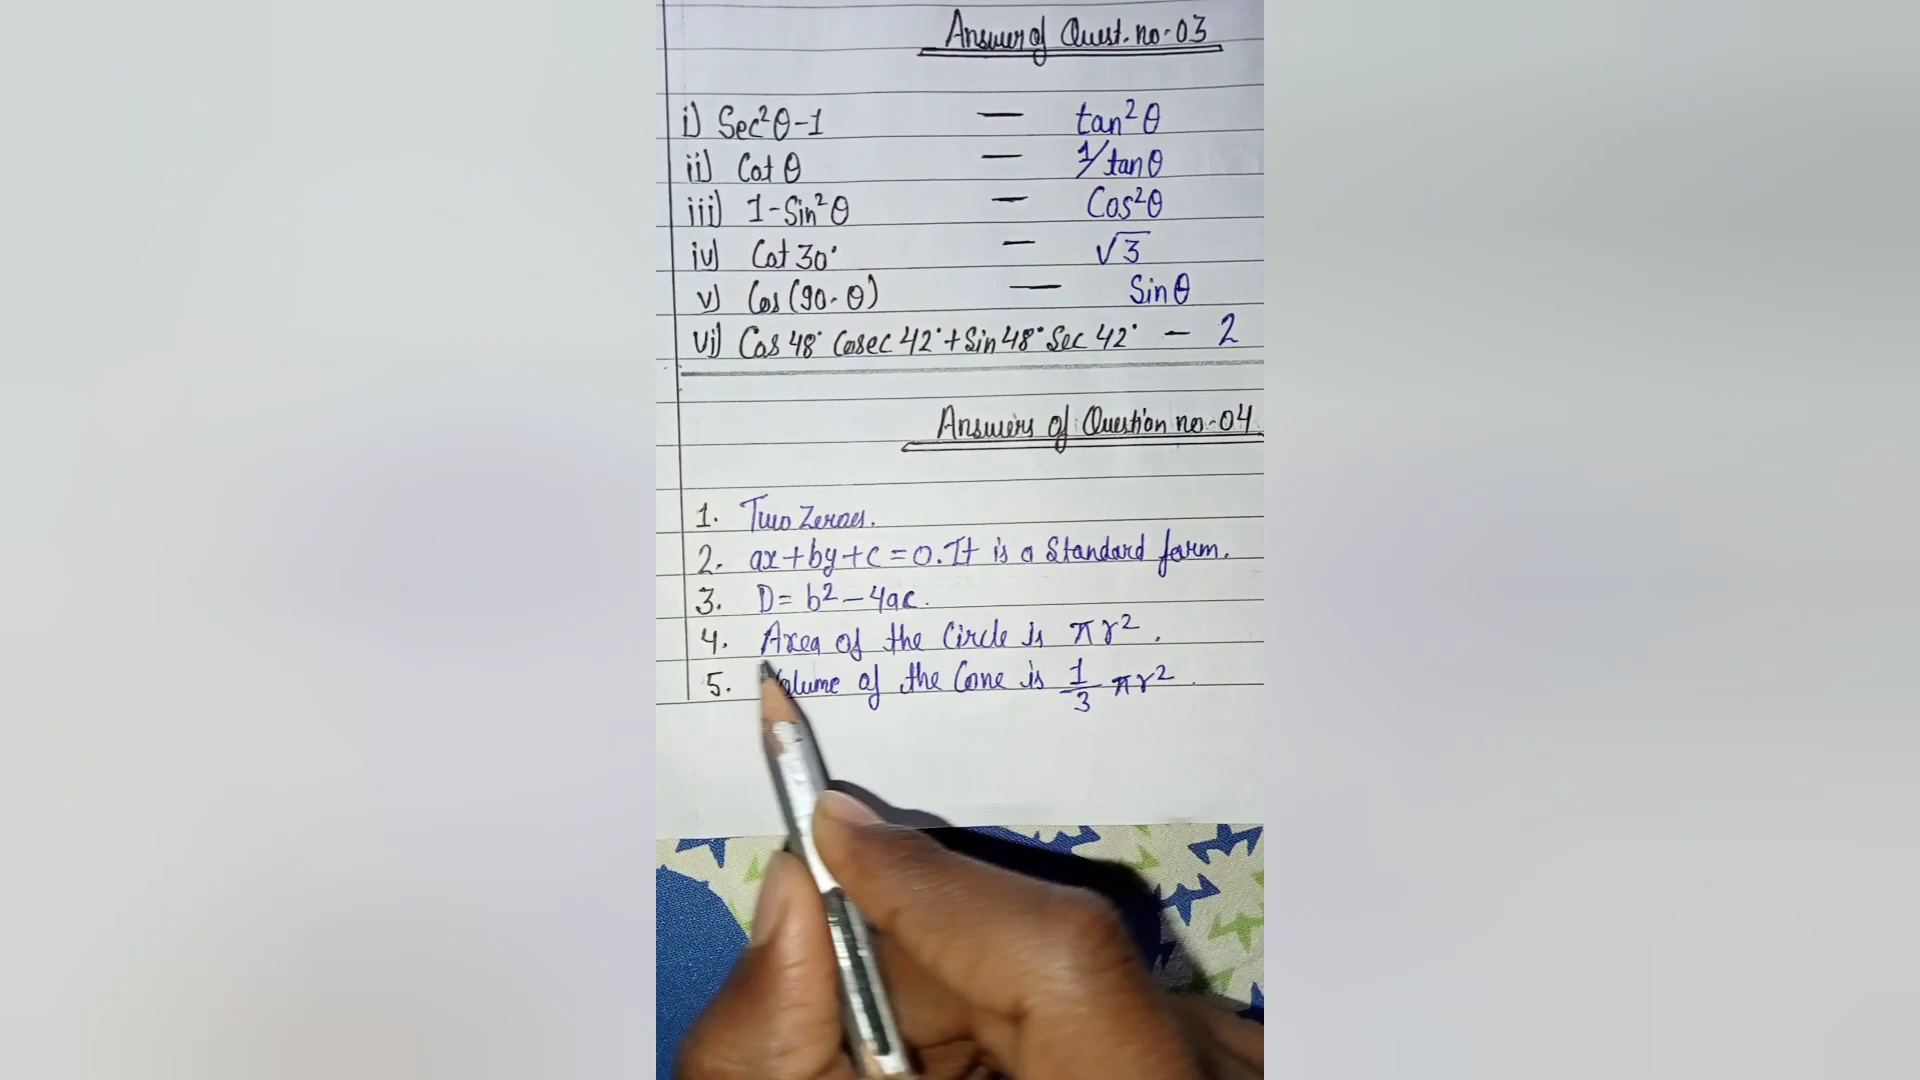 Answer of Quest. no. 03
i) Sec²θ-1 — tan²θ
ii) Cot θ — 1/tanθ
iii) 1-Sin²θ — Cos²θ
iv) Cot 30° — √3
v) Cos (90-θ) — Sinθ
vi) Cos 48° Cosec 42° + Sin 48° Sec 42° — 2
Answers of Question no. 04
1. Two Zeroes.
2. ax+by+c=0. It is a Standard form.
3. D= b²-4ac.
4. Area of the Circle is πr².
5. Volume of the Cone is 1/3 πr².